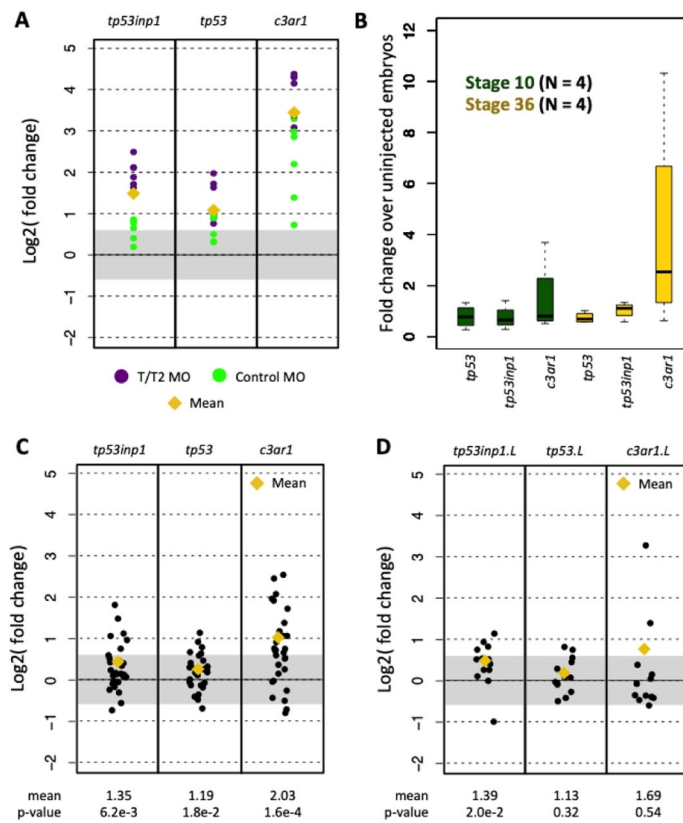 A
tp53inp1 tp53 c3ar1
Log2( fold change)
5
4
3
2
1
0
−1
−2
T/T2 MO Control MO
Mean
B
Fold change over uninjected embryos
12
10
8
6
4
2
0
Stage 10 (N = 4)
Stage 36 (N = 4)
tp53 tp53inp1 c3ar1 tp53 tp53inp1 c3ar1
C
tp53inp1 tp53 c3ar1
Mean
Log2( fold change)
5
4
3
2
1
0
−1
−2
mean 1.35 1.19 2.03
p-value 6.2e-3 1.8e-2 1.6e-4
D
tp53inp1.L tp53.L c3ar1.L
Mean
Log2( fold change)
5
4
3
2
1
0
−1
−2
mean 1.39 1.13 1.69
p-value 2.0e-2 0.32 0.54